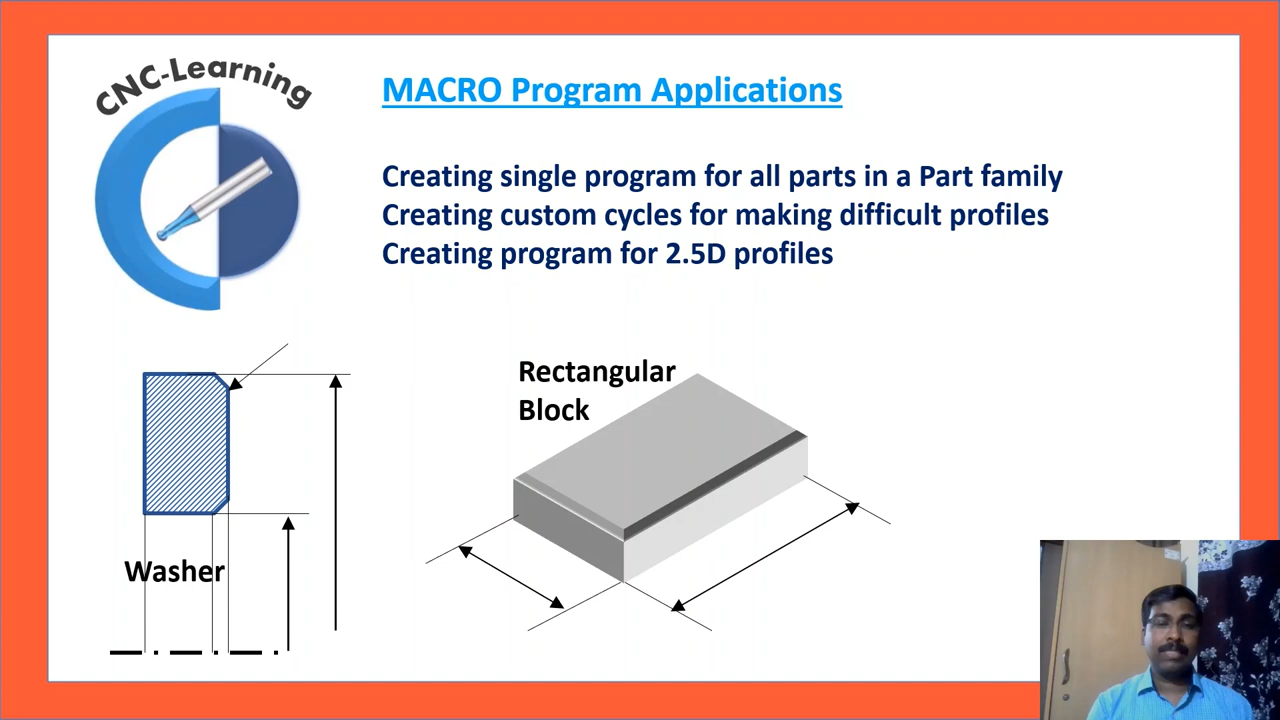 CNC-Learning
MACRO Program Applications
Creating single program for all parts in a Part family
Creating custom cycles for making difficult profiles
Creating program for 2.5D profiles
Rectangular
Block
Washer